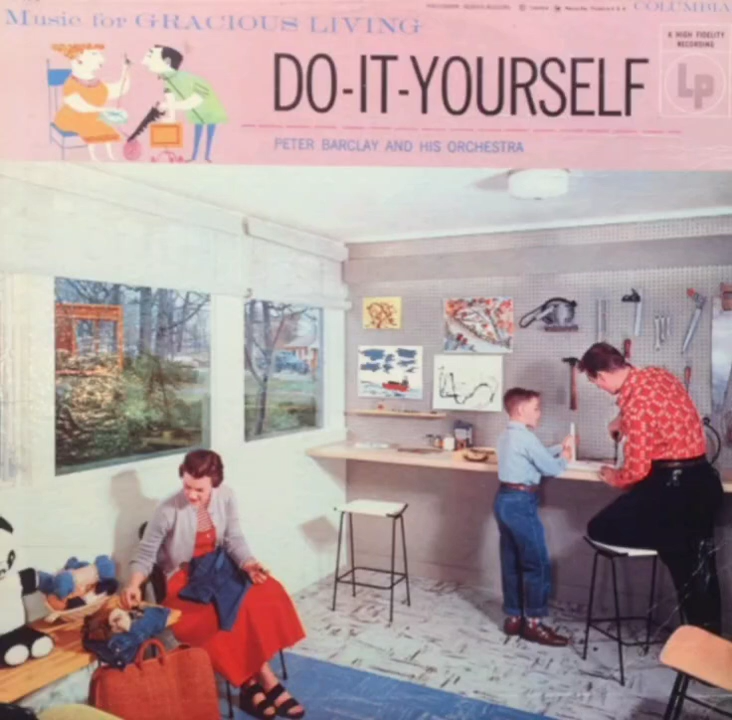 COLUMBIA
Music for GRACIOUS LIVING
A HIGH FIDELITY
RECORDING
Lp
DO-IT-YOURSELF
PETER BARCLAY AND HIS ORCHESTRA